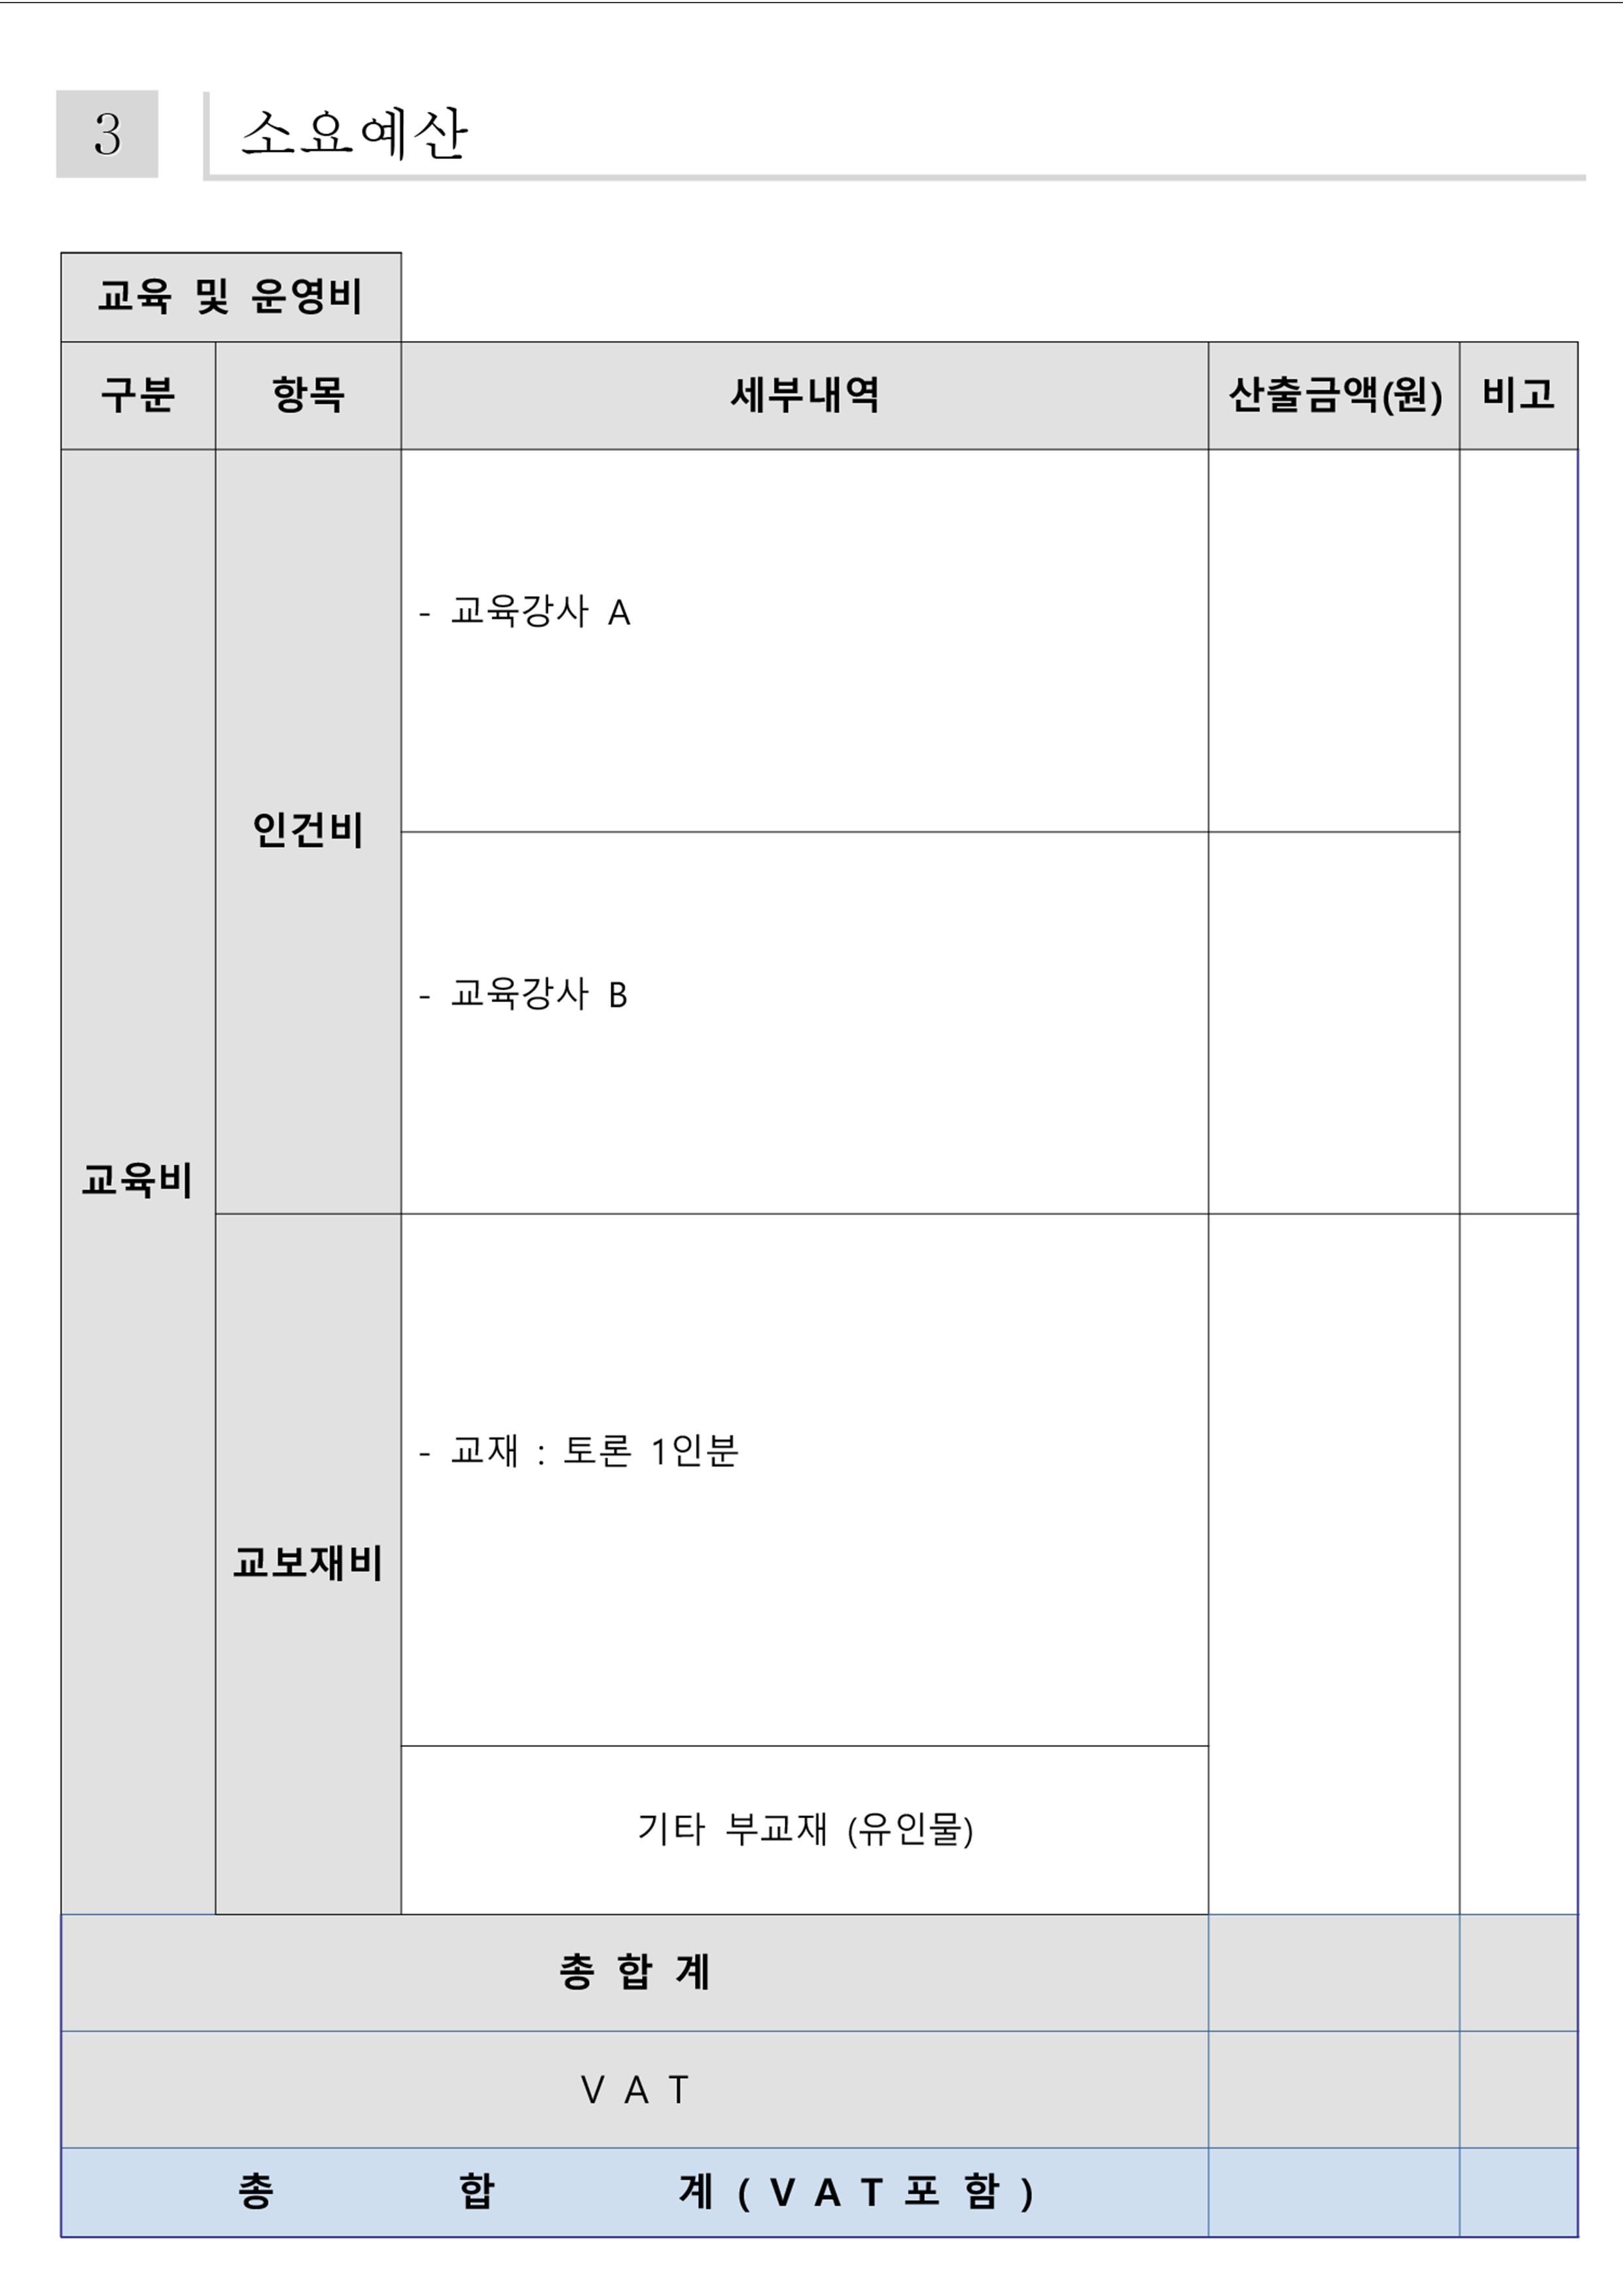 3 소요예산
교육 및 운영비
구분 항목 세부내역 산출금액(원) 비고
- 교육강사 A
인건비
- 교육강사 B
교육비
- 교재 : 토론 1인분
교보재비
기타 부교재 (유인물)
총 합 계
V A T
총 합 계 ( V A T 포 함 )